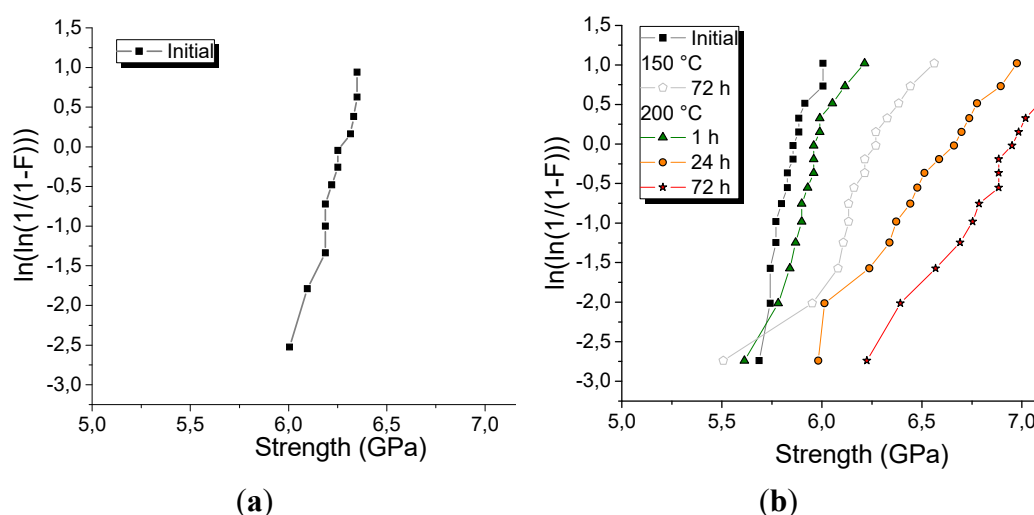 1,5
1,0
0,5
0,0
-0,5
-1,0
-1,5
-2,0
-2,5
-3,0
ln(ln(1/(1-F)))
Initial
5,0 5,5 6,0 6,5 7,0
Strength (GPa)
(a)
1,5
1,0
0,5
0,0
-0,5
-1,0
-1,5
-2,0
-2,5
-3,0
ln(ln(1/(1-F)))
Initial
150 °C
72 h
200 °C
1 h
24 h
72 h
5,0 5,5 6,0 6,5 7,0
Strength (GPa)
(b)